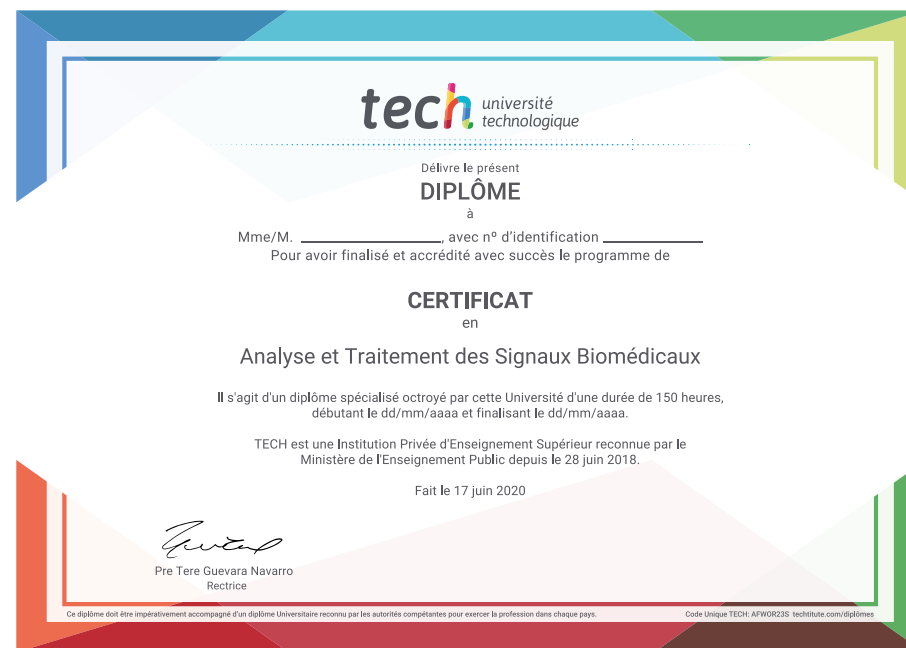 tech université
technologique
Délivre le présent
DIPLÔME
à
Mme/M. ____________________, avec nº d'identification ______________
Pour avoir finalisé et accrédité avec succès le programme de
CERTIFICAT
en
Analyse et Traitement des Signaux Biomédicaux
Il s'agit d'un diplôme spécialisé octroyé par cette Université d'une durée de 150 heures,
débutant le dd/mm/aaaa et finalisant le dd/mm/aaaa.
TECH est une Institution Privée d'Enseignement Supérieur reconnue par le
Ministère de l'Enseignement Public depuis le 28 juin 2018.
Fait le 17 juin 2020
Pre Tere Guevara Navarro
Rectrice
Ce diplôme doit être impérativement accompagné d'un diplôme Universitaire reconnu par les autorités compétantes pour exercer la profession dans chaque pays.
Code Unique TECH: AFWOR23S techtitute.com/diplômes